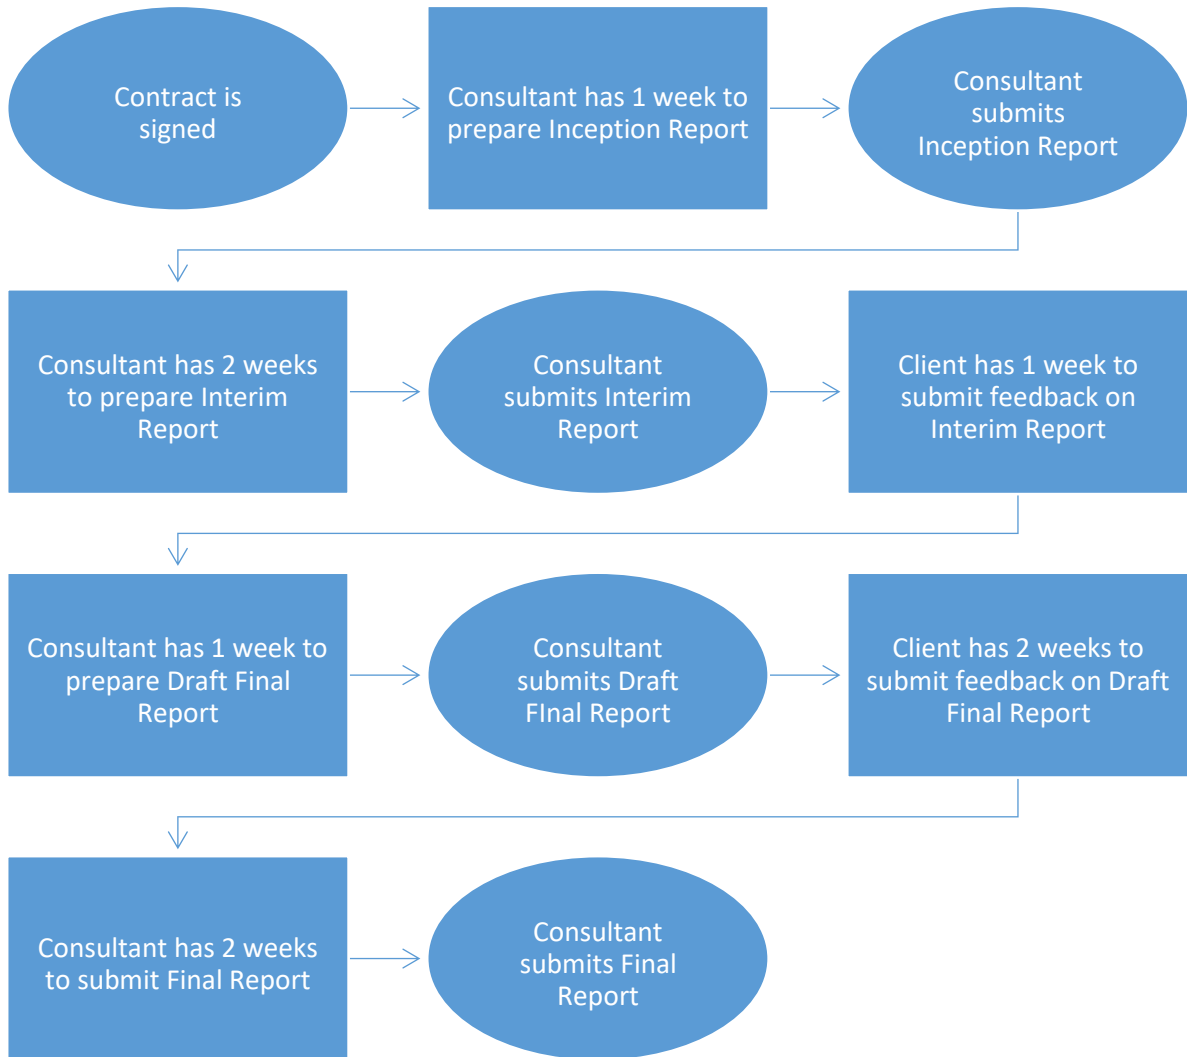 Contract is
signed
Consultant has 1 week to
prepare Inception Report
Consultant
submits
Inception Report
Consultant has 2 weeks
to prepare Interim
Report
Consultant
submits Interim
Report
Client has 1 week to
submit feedback on
Interim Report
Consultant has 1 week to
prepare Draft Final
Report
Consultant
submits Draft
FInal Report
Client has 2 weeks to
submit feedback on Draft
Final Report
Consultant has 2 weeks
to submit Final Report
Consultant
submits Final
Report